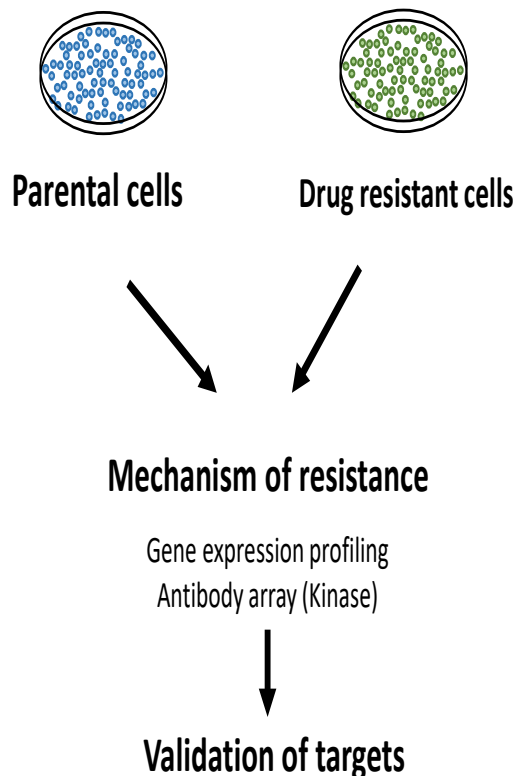 Parental cells
Drug resistant cells
Mechanism of resistance
Gene expression profiling
Antibody array (Kinase)
Validation of targets